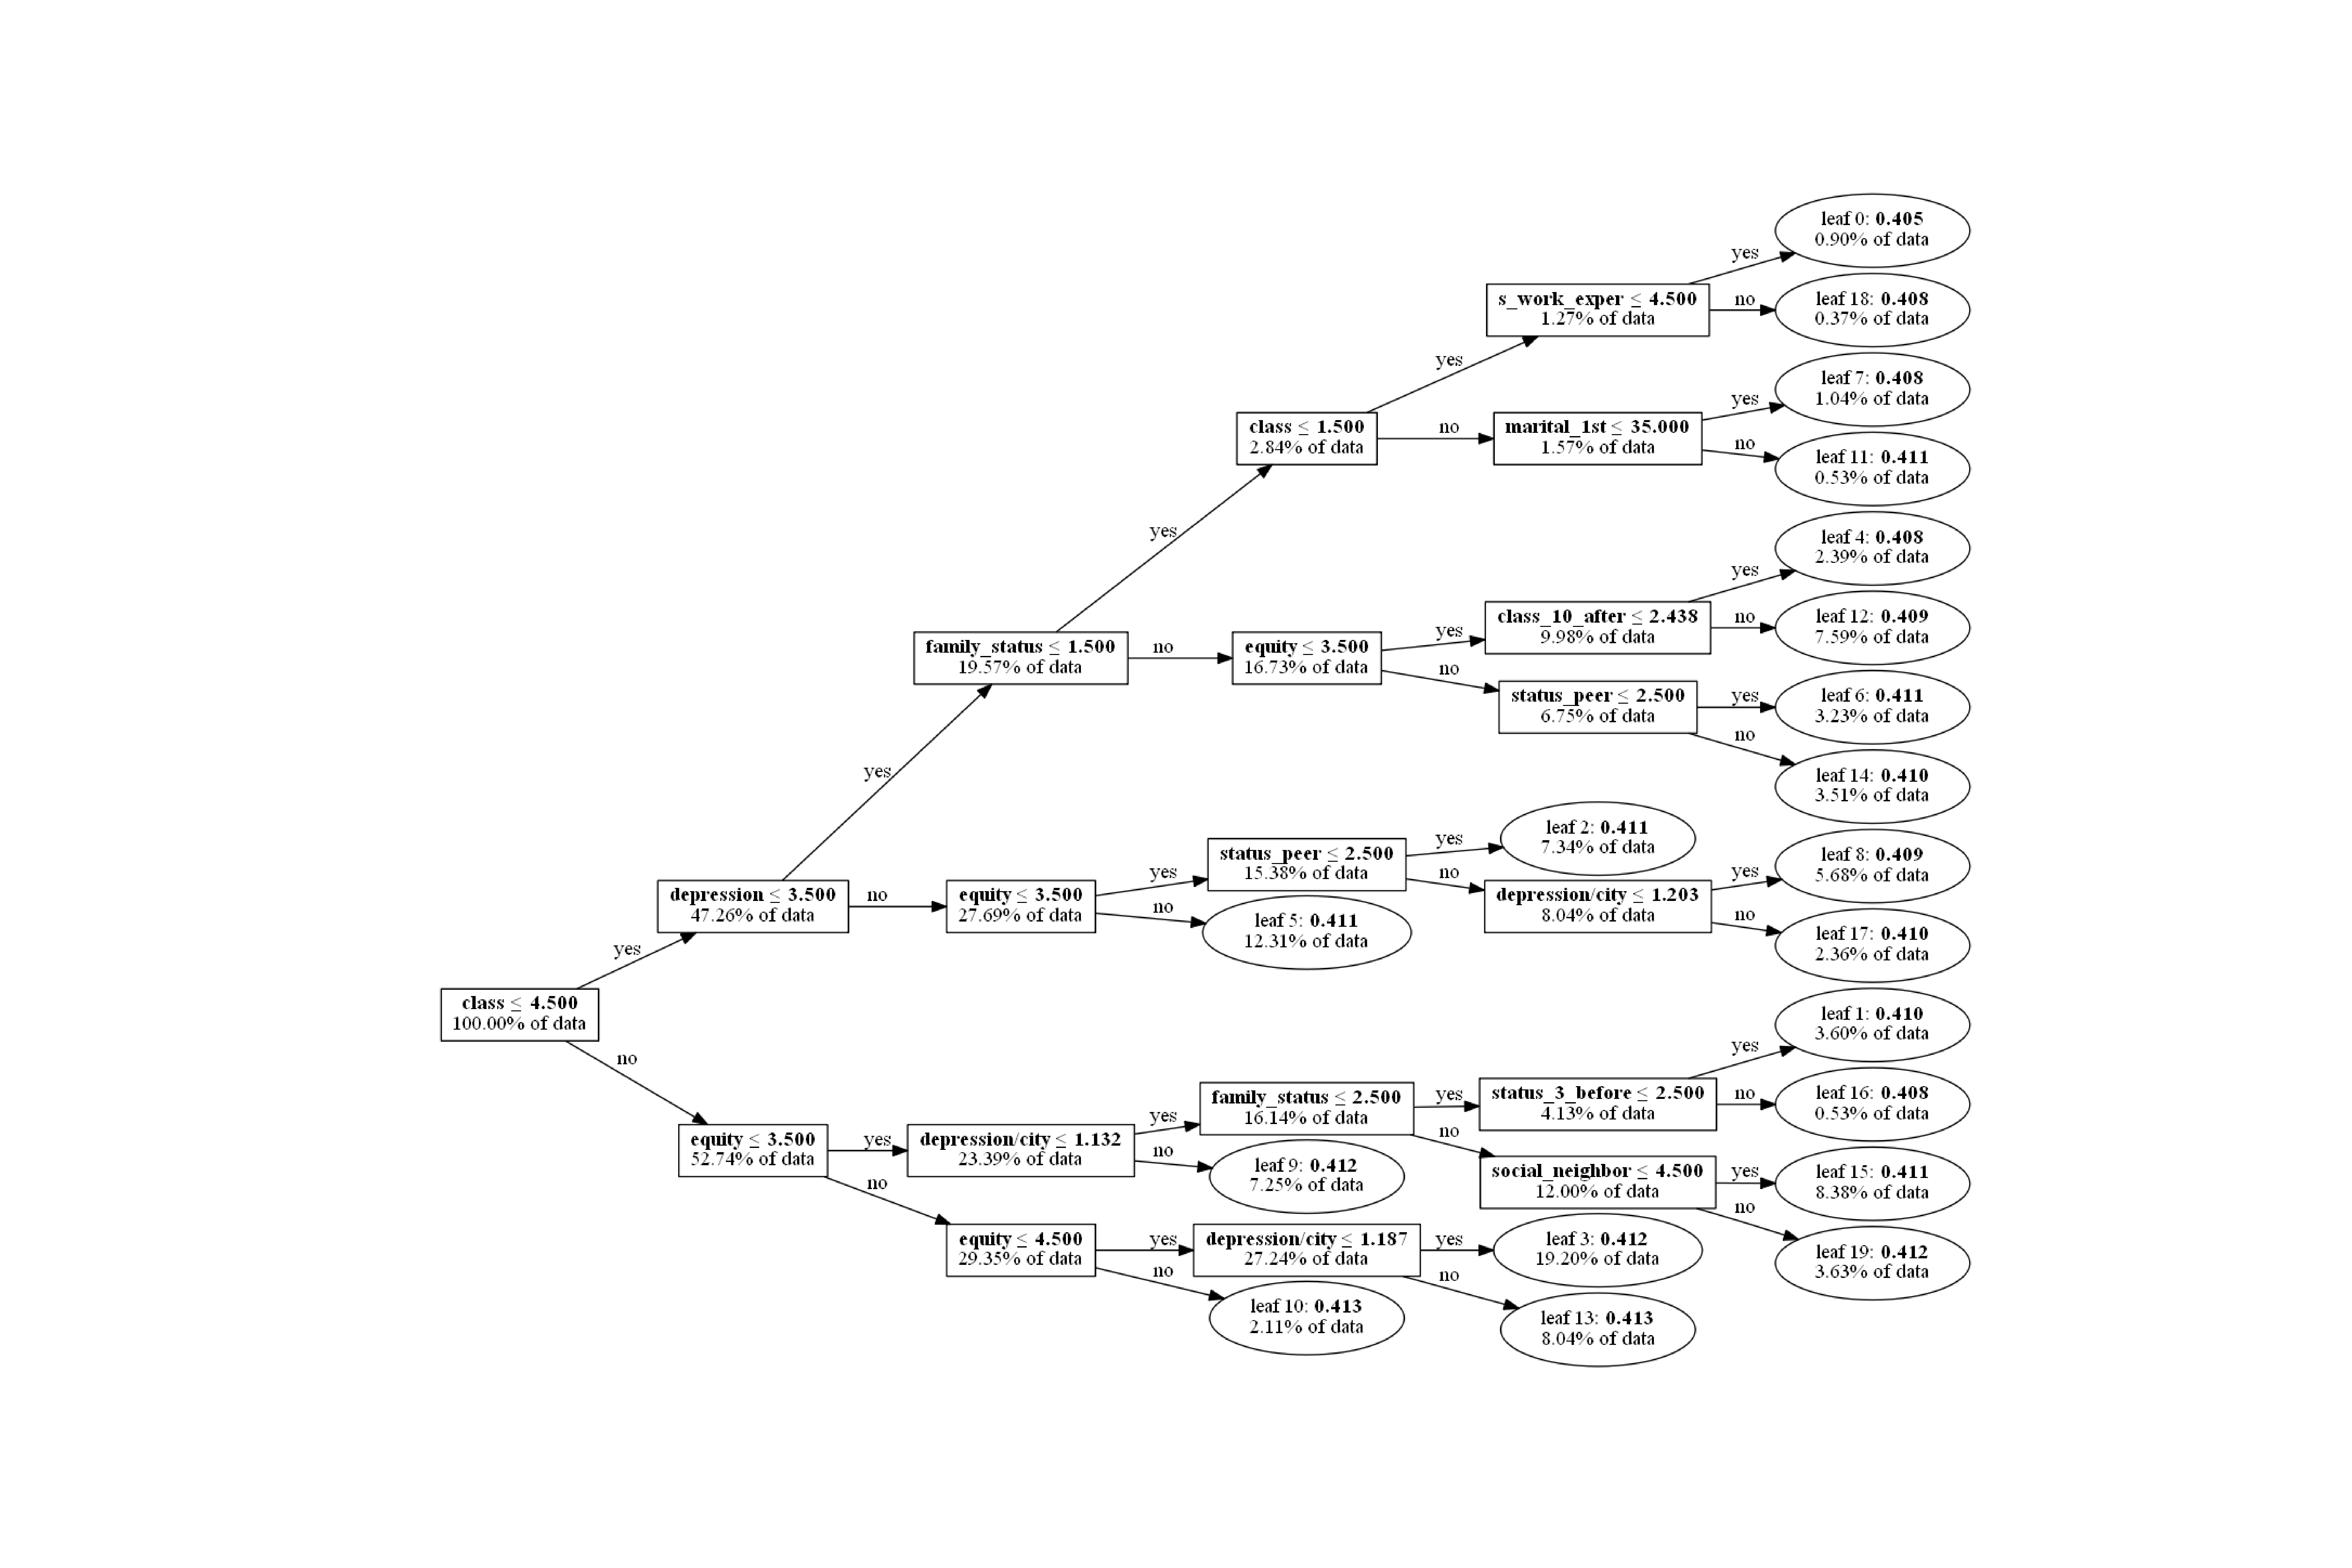 leaf 0: 0.405
0.90% of data
yes
s_work_exper ≤ 4.500
1.27% of data
no
leaf 18: 0.408
0.37% of data
yes
leaf 7: 0.408
1.04% of data
yes
class ≤ 1.500
2.84% of data
no
marital_1st ≤ 35.000
1.57% of data
no
leaf 11: 0.411
0.53% of data
yes
leaf 4: 0.408
2.39% of data
yes
class_10_after ≤ 2.438
9.98% of data
no
leaf 12: 0.409
7.59% of data
family_status ≤ 1.500
19.57% of data
no
equity ≤ 3.500
16.73% of data
yes
no
status_peer ≤ 2.500
6.75% of data
yes
leaf 6: 0.411
3.23% of data
no
leaf 14: 0.410
3.51% of data
yes
status_peer ≤ 2.500
15.38% of data
yes
leaf 2: 0.411
7.34% of data
yes
leaf 8: 0.409
5.68% of data
depression ≤ 3.500
47.26% of data
no
equity ≤ 3.500
27.69% of data
yes
no
leaf 5: 0.411
12.31% of data
no
depression/city ≤ 1.203
8.04% of data
no
leaf 17: 0.410
2.36% of data
yes
class ≤ 4.500
100.00% of data
no
leaf 1: 0.410
3.60% of data
yes
family_status ≤ 2.500
16.14% of data
yes
status_3_before ≤ 2.500
4.13% of data
no
leaf 16: 0.408
0.53% of data
equity ≤ 3.500
52.74% of data
yes
depression/city ≤ 1.132
23.39% of data
yes
no
leaf 9: 0.412
7.25% of data
no
social_neighbor ≤ 4.500
12.00% of data
yes
leaf 15: 0.411
8.38% of data
no
leaf 19: 0.412
3.63% of data
no
equity ≤ 4.500
29.35% of data
yes
depression/city ≤ 1.187
27.24% of data
yes
leaf 3: 0.412
19.20% of data
no
leaf 10: 0.413
2.11% of data
no
leaf 13: 0.413
8.04% of data